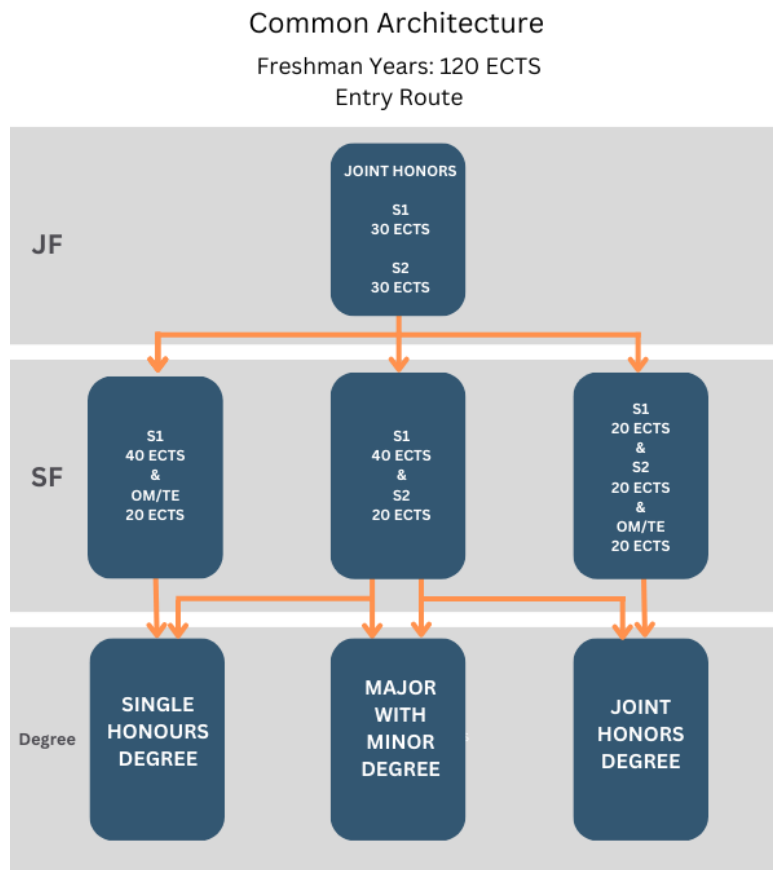 Common Architecture
Freshman Years: 120 ECTS
Entry Route
JF
JOINT HONORS
S1
30 ECTS
S2
30 ECTS
SF
S1
40 ECTS
&
OM/TE
20 ECTS
S1
40 ECTS
&
S2
20 ECTS
S1
20 ECTS
&
S2
20 ECTS
&
OM/TE
20 ECTS
Degree
SINGLE
HONOURS
DEGREE
MAJOR
WITH
MINOR
DEGREE
JOINT
HONORS
DEGREE